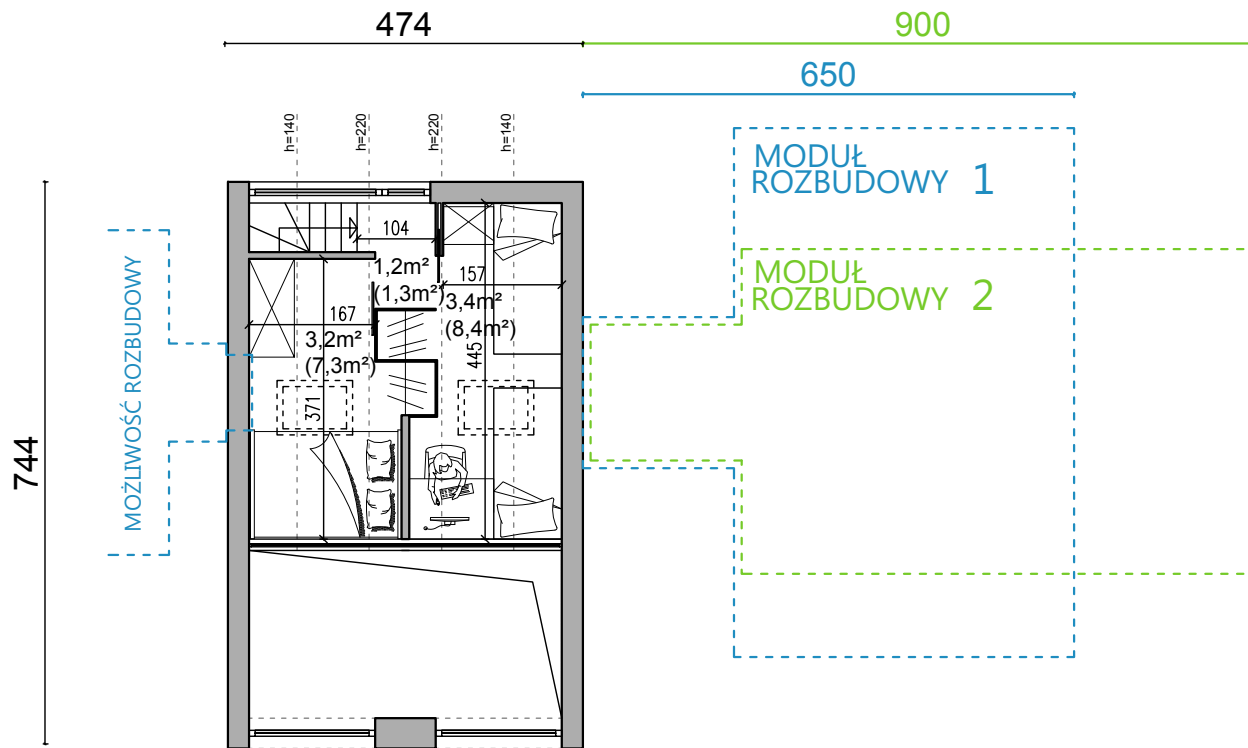 474
900
650
h=140
h=220
h=220
h=140
MODUŁ
ROZBUDOWY 1
104
1,2m²
(1,3m²)
157
3,4m²
(8,4m²)
167
3,2m²
(7,3m²)
445
371
MODUŁ
ROZBUDOWY 2
MOŻLIWOŚĆ ROZBUDOWY
744